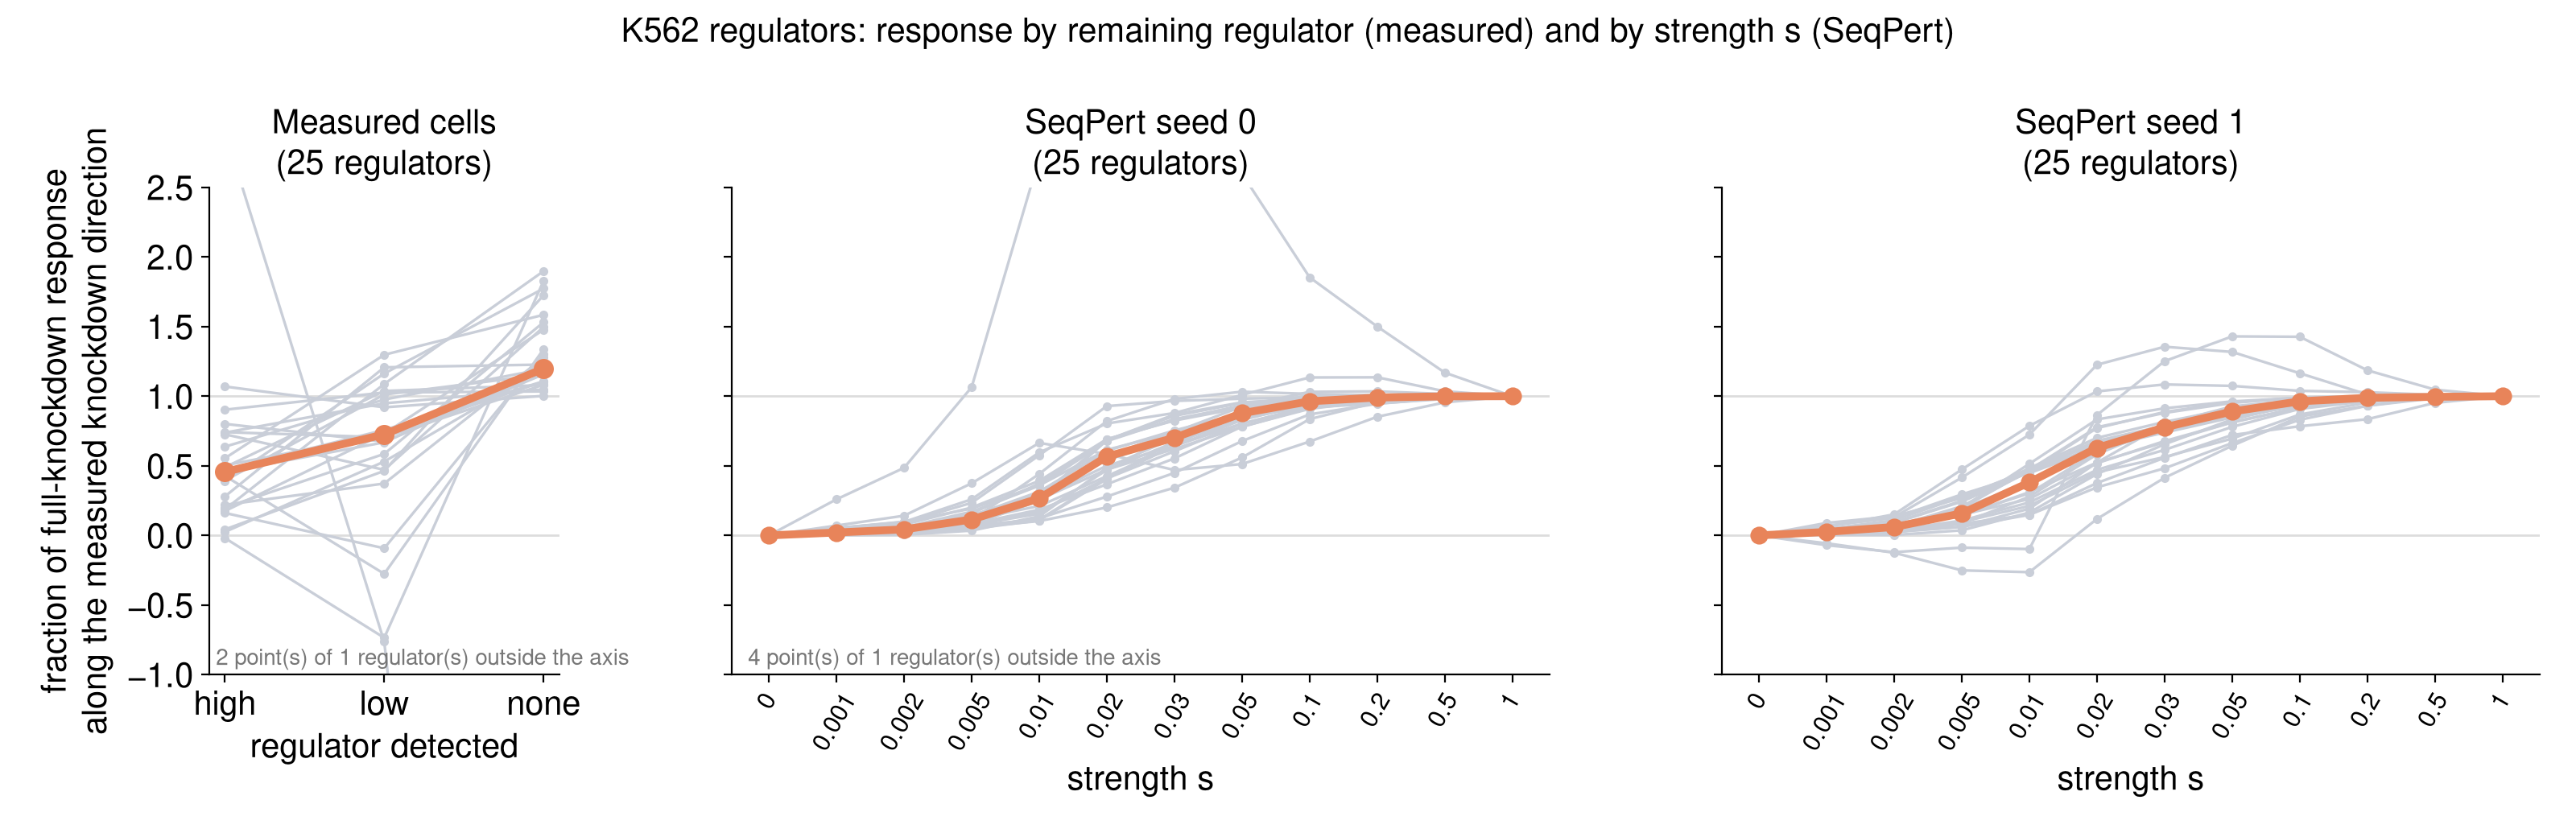 K562 regulators: response by remaining regulator (measured) and by strength s (SeqPert)
Measured cells
(25 regulators)
fraction of full-knockdown response
along the measured knockdown direction
2.5
2.0
1.5
1.0
0.5
0.0
−0.5
−1.0
2 point(s) of 1 regulator(s) outside the axis
high low none
regulator detected
SeqPert seed 0
(25 regulators)
4 point(s) of 1 regulator(s) outside the axis
0 0.001 0.002 0.005 0.01 0.02 0.03 0.05 0.1 0.2 0.5 1
strength s
SeqPert seed 1
(25 regulators)
0 0.001 0.002 0.005 0.01 0.02 0.03 0.05 0.1 0.2 0.5 1
strength s